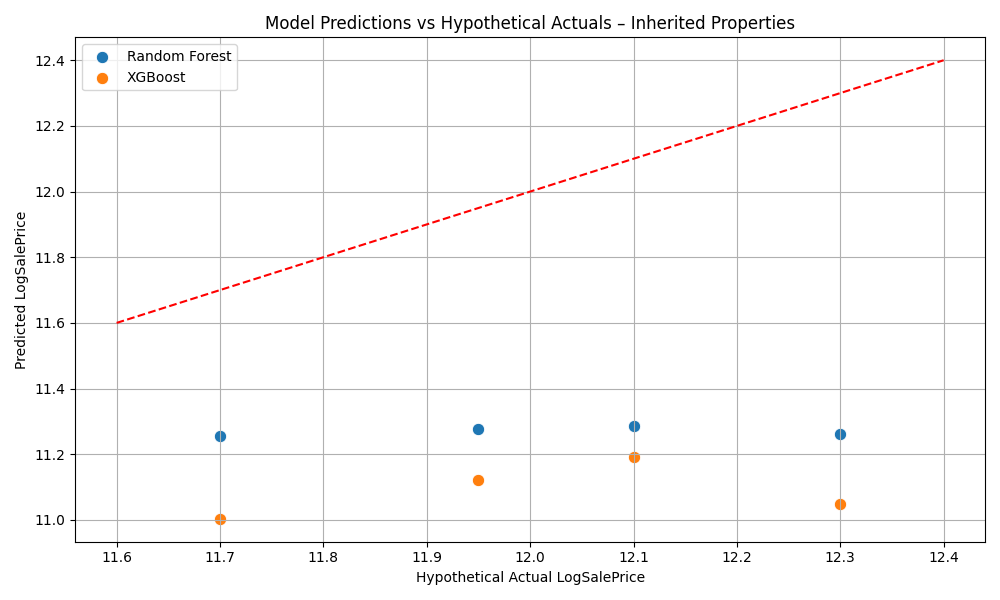 Model Predictions vs Hypothetical Actuals – Inherited Properties
Random Forest
XGBoost
12.4
12.2
12.0
11.8
11.6
11.4
11.2
11.0
Predicted LogSalePrice
11.6 11.7 11.8 11.9 12.0 12.1 12.2 12.3 12.4
Hypothetical Actual LogSalePrice